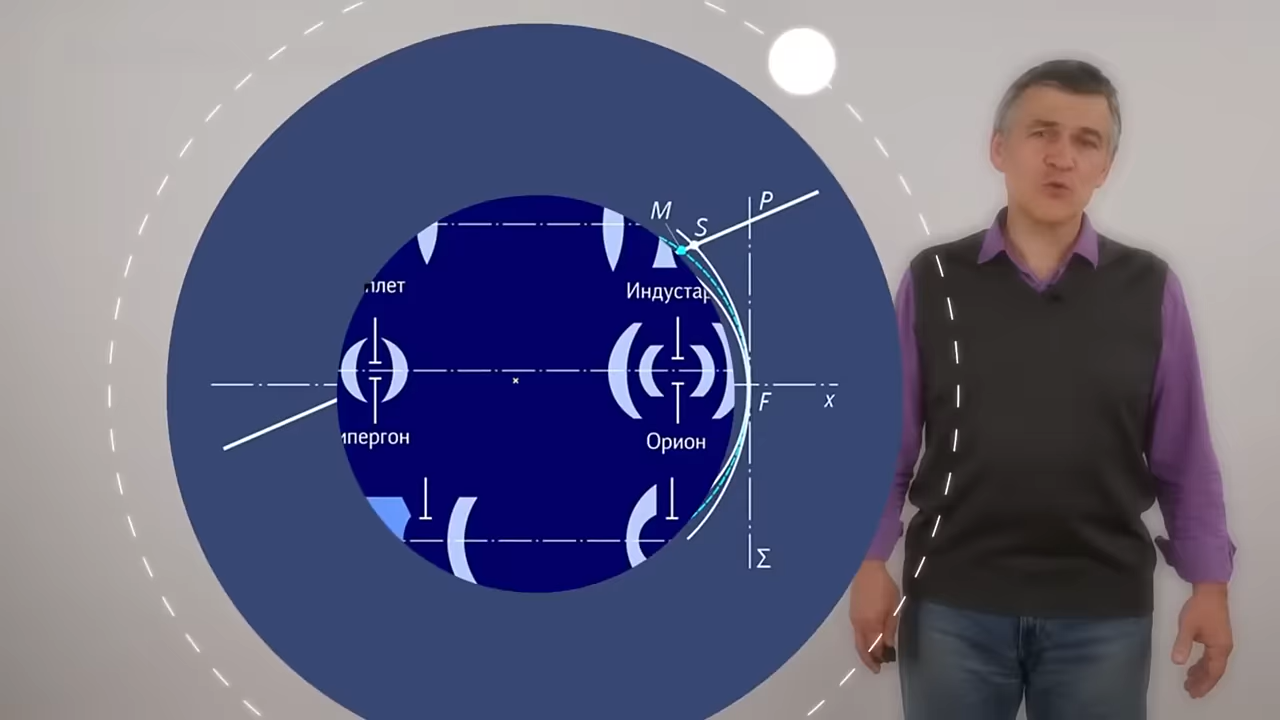 M S P
плет
Индустар
F x
ипергон
Орион
Σ